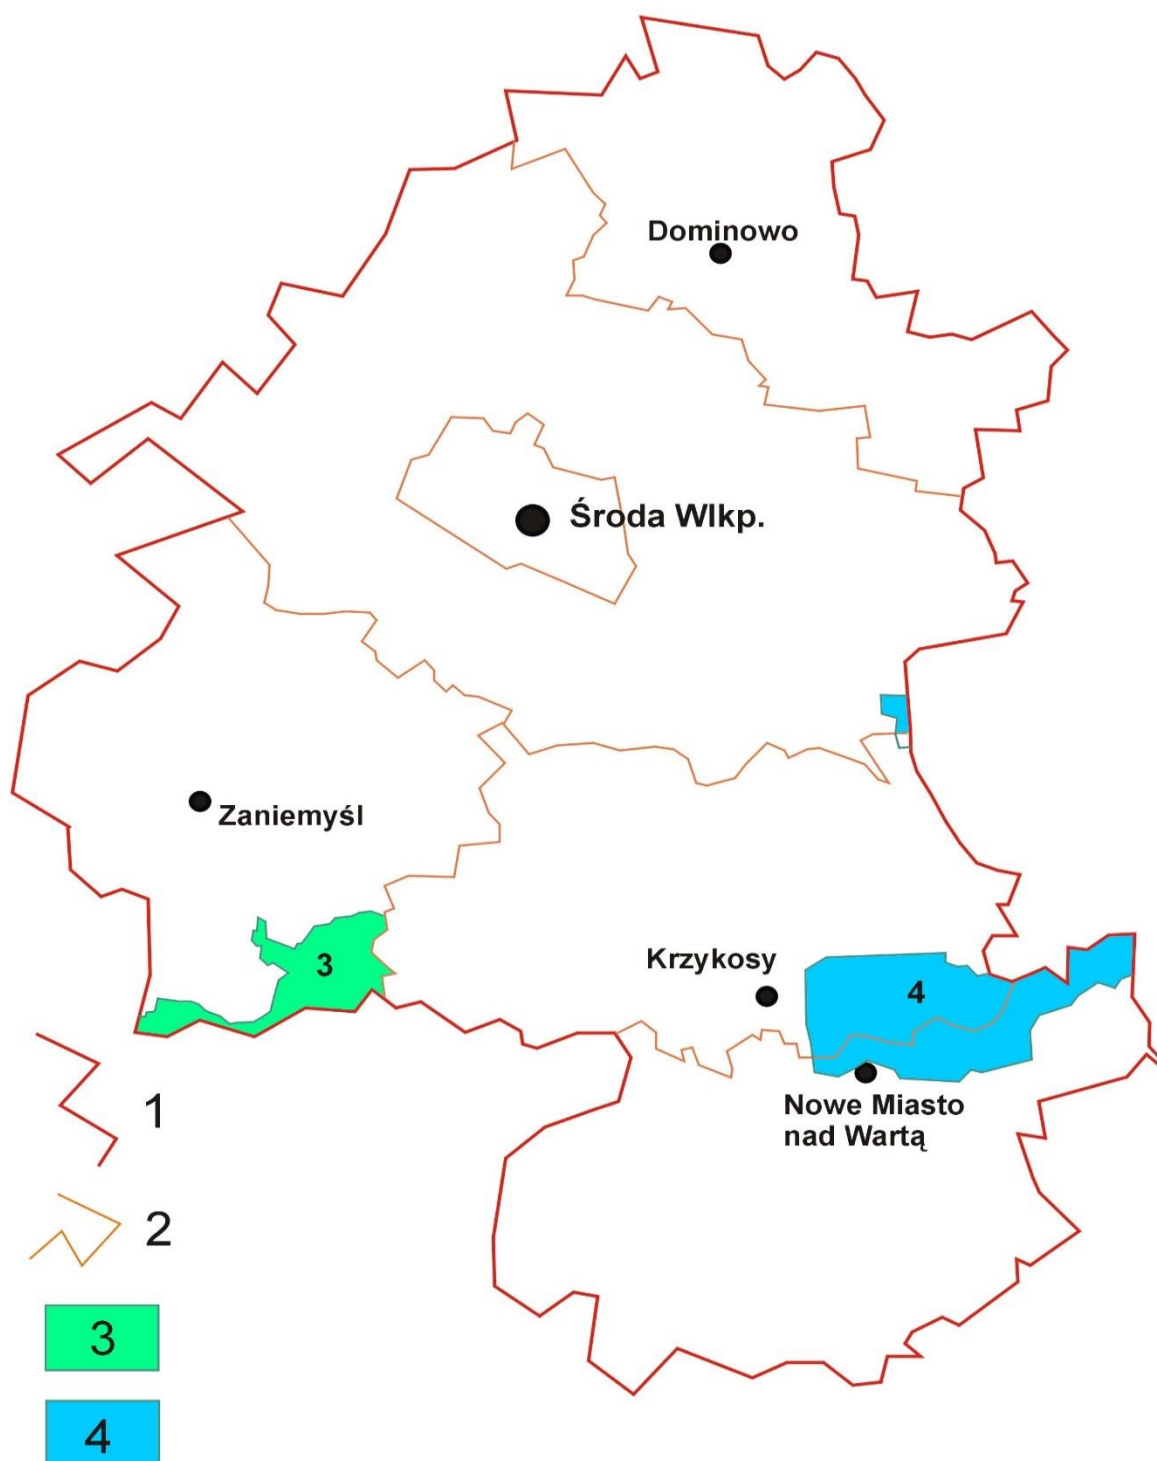 Dominowo
Środa Wlkp.
Zaniemyśl
3
Krzykosy
4
Nowe Miasto
nad Wartą
1
2
3
4